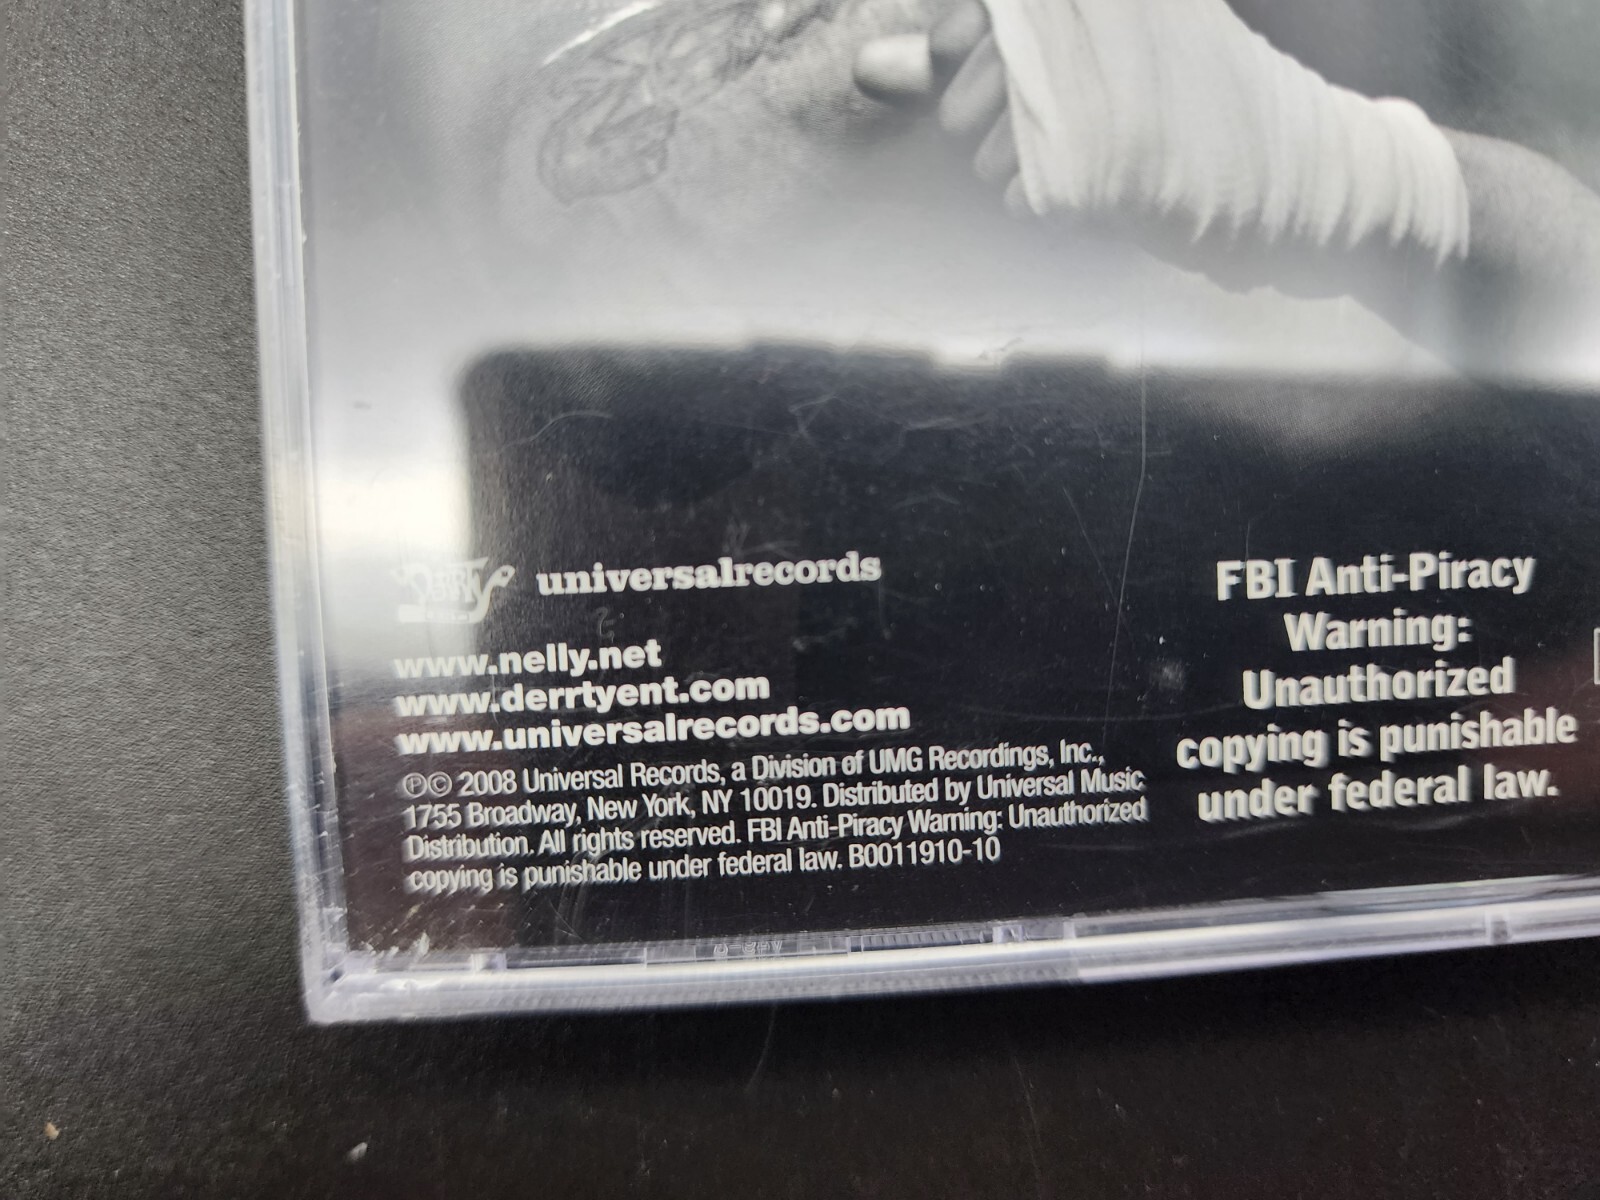 DERRTY
universalrecords
www.nelly.net
www.derrtyent.com
www.universalrecords.com
℗© 2008 Universal Records, a Division of UMG Recordings, Inc.,
1755 Broadway, New York, NY 10019. Distributed by Universal Music
Distribution. All rights reserved. FBI Anti-Piracy Warning: Unauthorized
copying is punishable under federal law. B0011910-10
FBI Anti-Piracy
Warning:
Unauthorized
copying is punishable
under federal law.